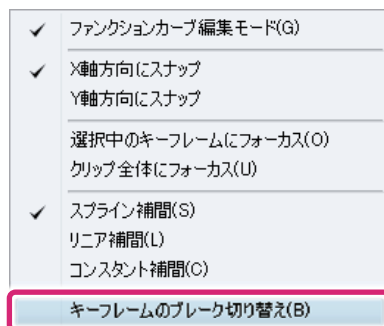 ファンクションカーブ編集モード(G)
X軸方向にスナップ
Y軸方向にスナップ
選択中のキーフレームにフォーカス(O)
クリップ全体にフォーカス(U)
スプライン補間(S)
リニア補間(L)
コンスタント補間(C)
キーフレームのブレーク切り替え(B)